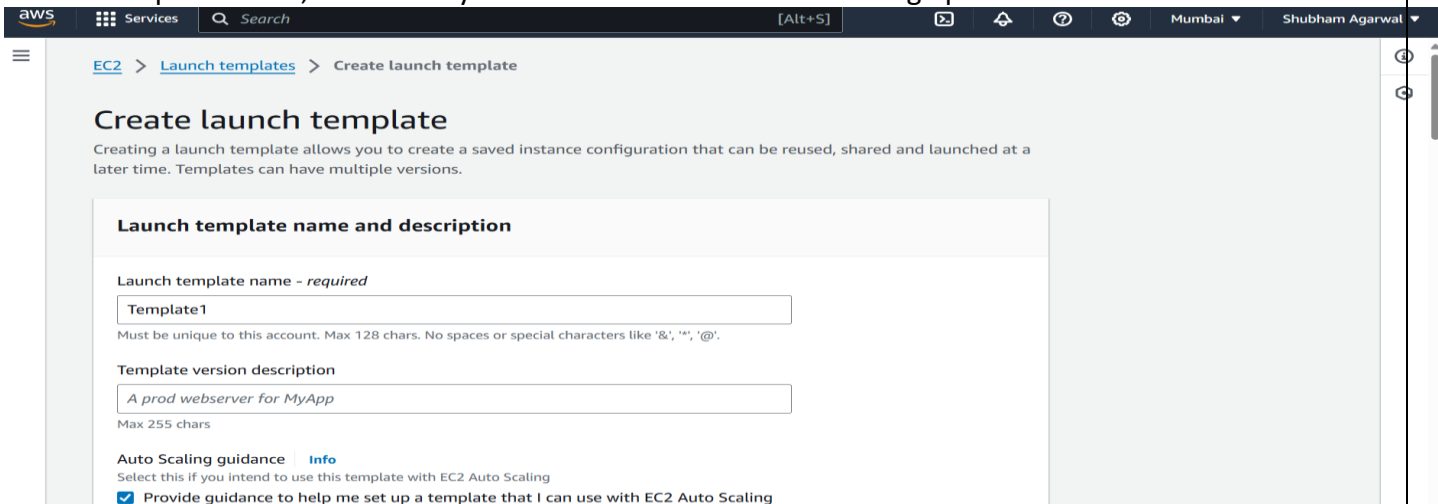 aws Services Search [Alt+S] Mumbai ▼ Shubham Agarwal ▼
EC2 > Launch templates > Create launch template
Create launch template
Creating a launch template allows you to create a saved instance configuration that can be reused, shared and launched at a
later time. Templates can have multiple versions.
Launch template name and description
Launch template name - required
Template1
Must be unique to this account. Max 128 chars. No spaces or special characters like '&', '*', '@'.
Template version description
A prod webserver for MyApp
Max 255 chars
Auto Scaling guidance Info
Select this if you intend to use this template with EC2 Auto Scaling
Provide guidance to help me set up a template that I can use with EC2 Auto Scaling